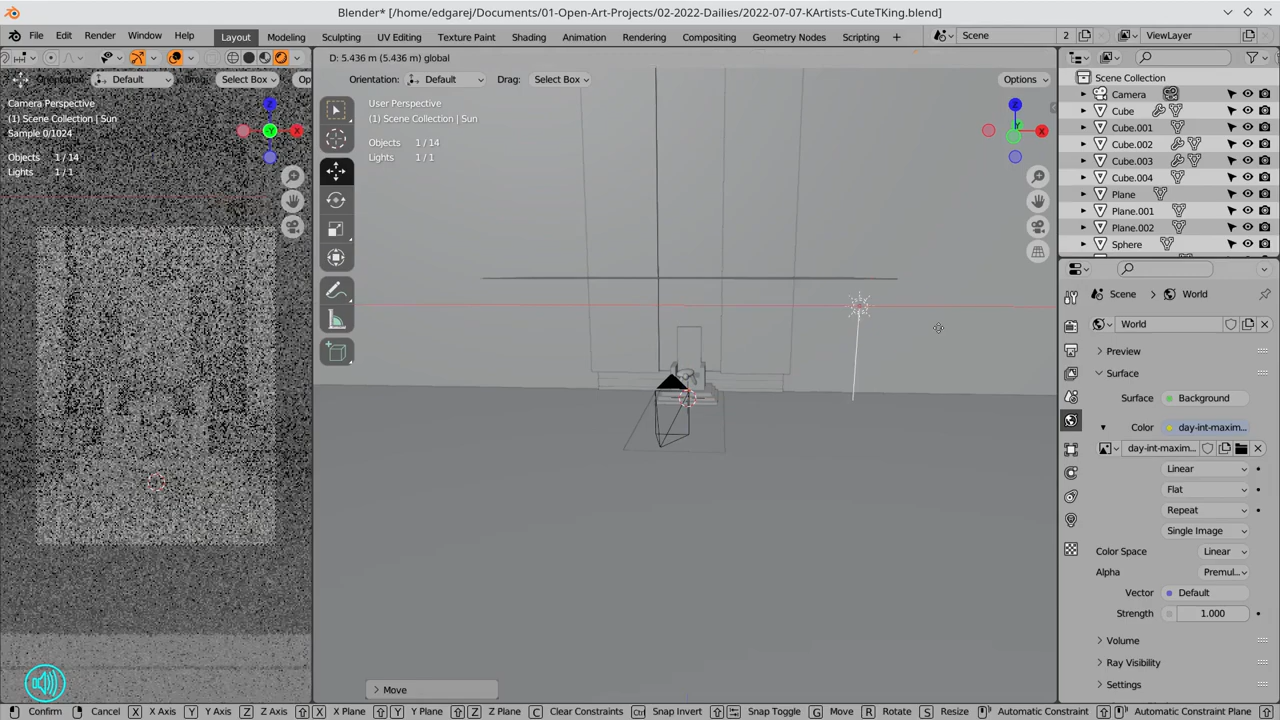 Blender* [/home/edgarej/Documents/01-Open-Art-Projects/02-2022-Dailies/2022-07-07-KArtists-CuteTKing.blend]
File Edit Render Window Help Layout Modeling Sculpting UV Editing Texture Paint Shading Animation Rendering Compositing Geometry Nodes Scripting + Scene 2 ViewLayer
D: 5.436 m (5.436 m) global
Orientation: Default Drag: Select Box Op
Orientation: Default Drag: Select Box Options
Camera Perspective
(1) Scene Collection | Sun
Sample 0/1024
Objects 1 / 14
Lights 1 / 1
User Perspective
(1) Scene Collection | Sun
Objects 1 / 14
Lights 1 / 1
Z
Y
X
Z
Y
X
Scene Collection
Camera
Cube
Cube.001
Cube.002
Cube.003
Cube.004
Plane
Plane.001
Plane.002
Sphere
Scene > World
World
Preview
Surface
Surface Background
Color day-int-maxim...
day-int-maxim...
Linear
Flat
Repeat
Single Image
Color Space Linear
Alpha Premul...
Vector Default
Strength 1.000
Volume
Ray Visibility
Settings
Move
Confirm Cancel X X Axis Y Y Axis Z Z Axis X X Plane Y Y Plane Z Z Plane C Clear Constraints Ctrl Snap Invert Snap Toggle G Move R Rotate S Resize Automatic Constraint Automatic Constraint Plane